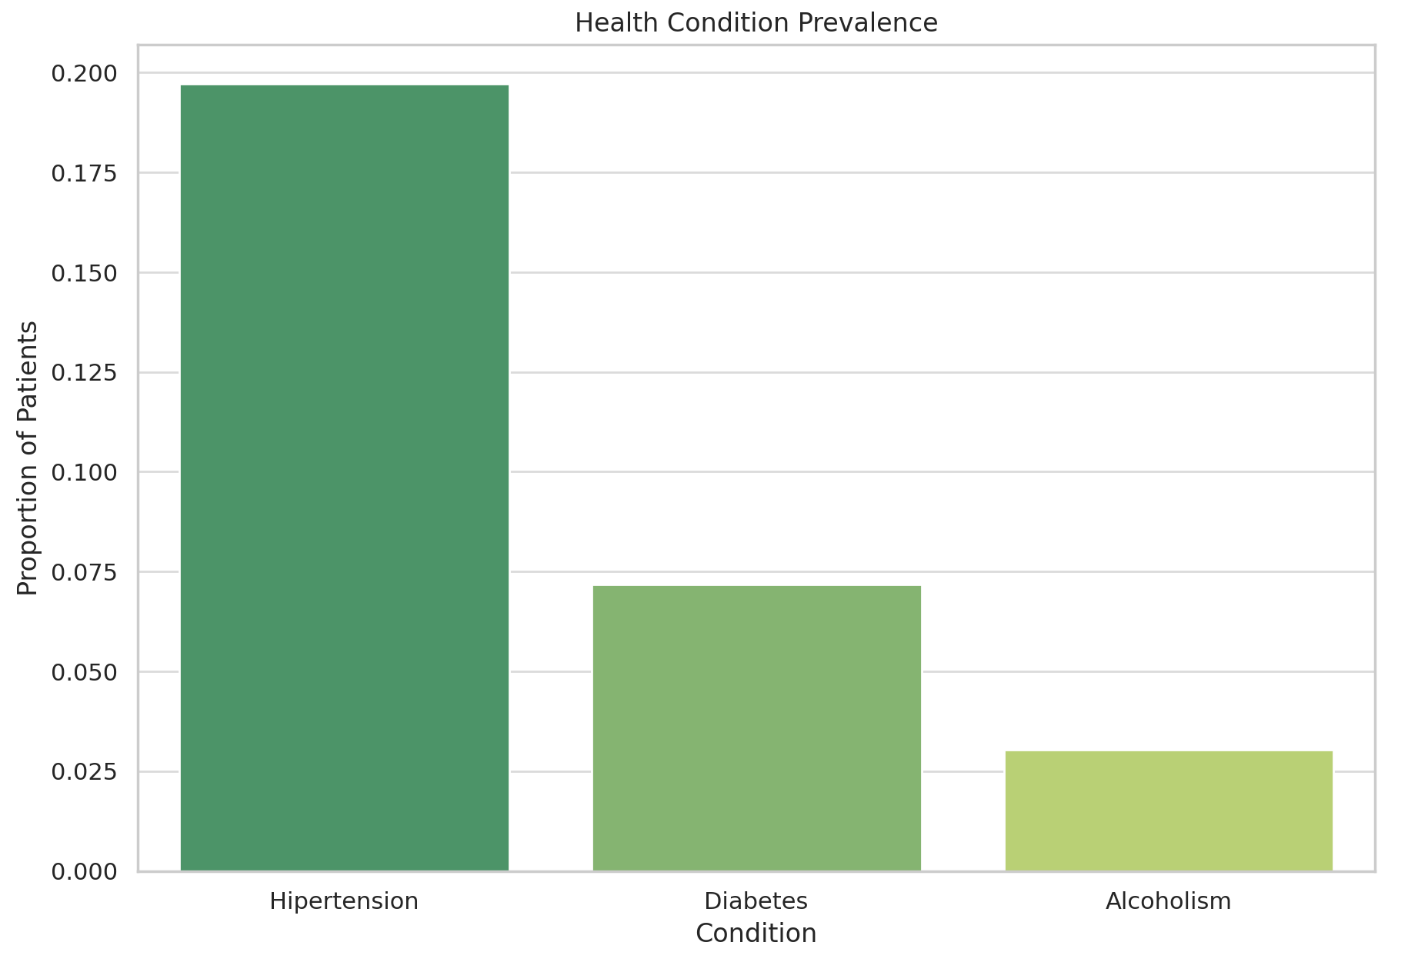 Health Condition Prevalence
0.200
0.175
0.150
0.125
0.100
0.075
0.050
0.025
0.000
Proportion of Patients
Hipertension Diabetes Alcoholism
Condition